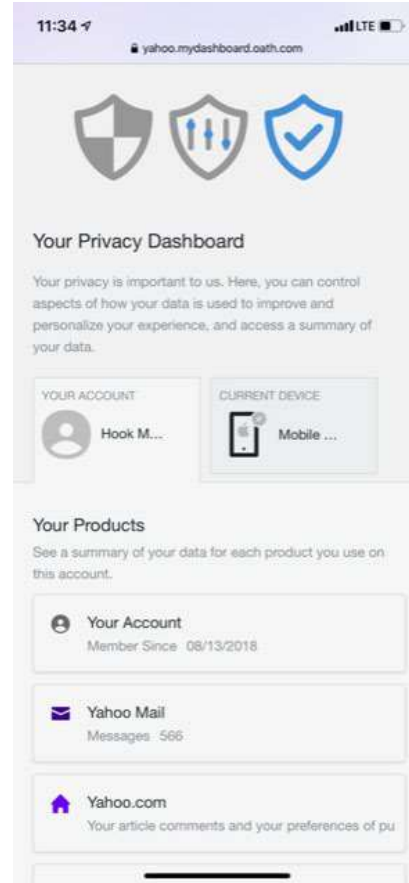 11:34
LTE
yahoo.mydashboard.oath.com
Your Privacy Dashboard
Your privacy is important to us. Here, you can control
aspects of how your data is used to improve and
personalize your experience, and access a summary of
your data.
YOUR ACCOUNT
Hook M...
CURRENT DEVICE
Mobile ...
Your Products
See a summary of your data for each product you use on
this account.
Your Account
Member Since 08/13/2018
Yahoo Mail
Messages 566
Yahoo.com
Your article comments and your preferences of pu